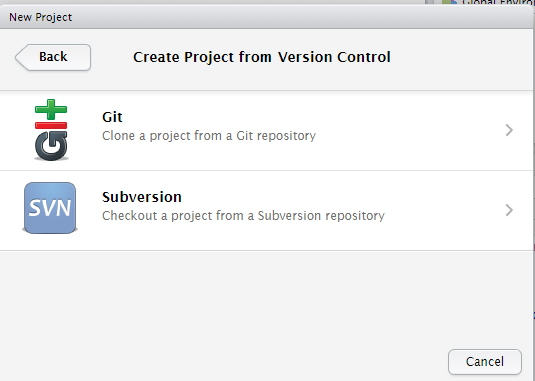 Global Enviro
New Project
Back
Create Project from Version Control
Git
Clone a project from a Git repository
SVN
Subversion
Checkout a project from a Subversion repository
Cancel